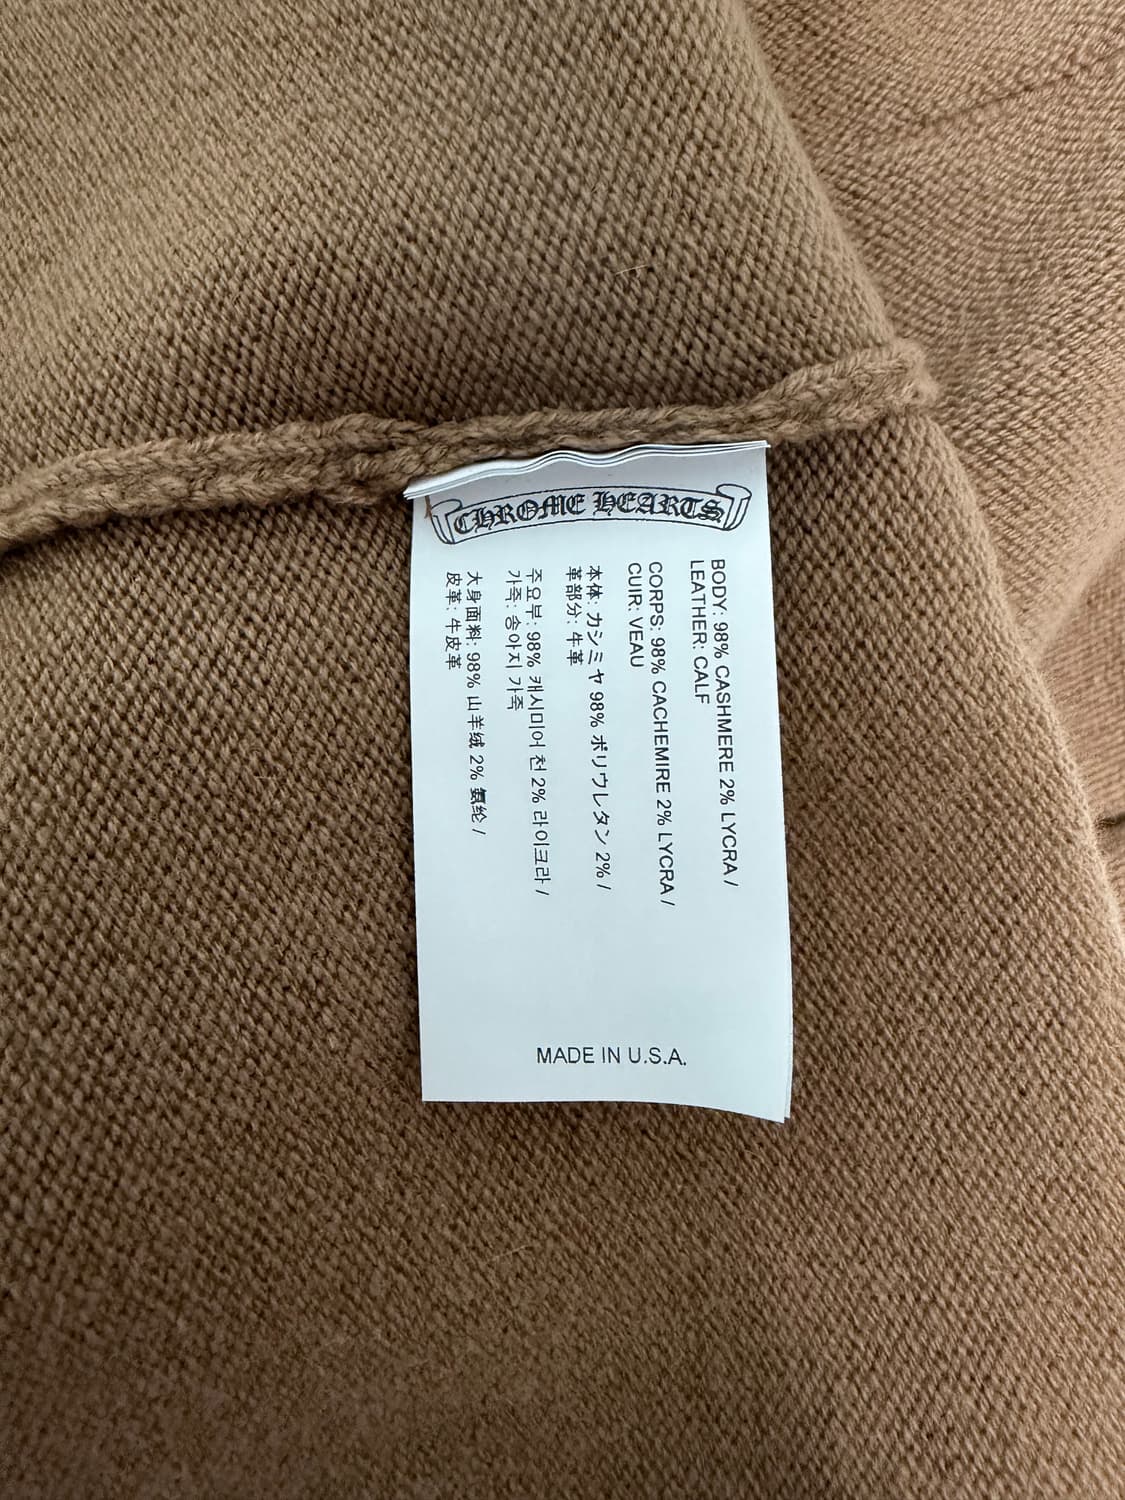 CHROME HEARTS
BODY: 98% CASHMERE 2% LYCRA /
LEATHER: CALF
CORPS: 98% CACHEMIRE 2% LYCRA /
CUIR: VEAU
本体: カシミヤ 98% ポリウレタン 2% /
革部分: 牛革
주요부: 98% 캐시미어 천 2% 라이크라 /
가죽: 송아지 가죽
大身面料: 98% 山羊绒 2% 氨纶 /
皮革: 牛皮革
MADE IN U.S.A.